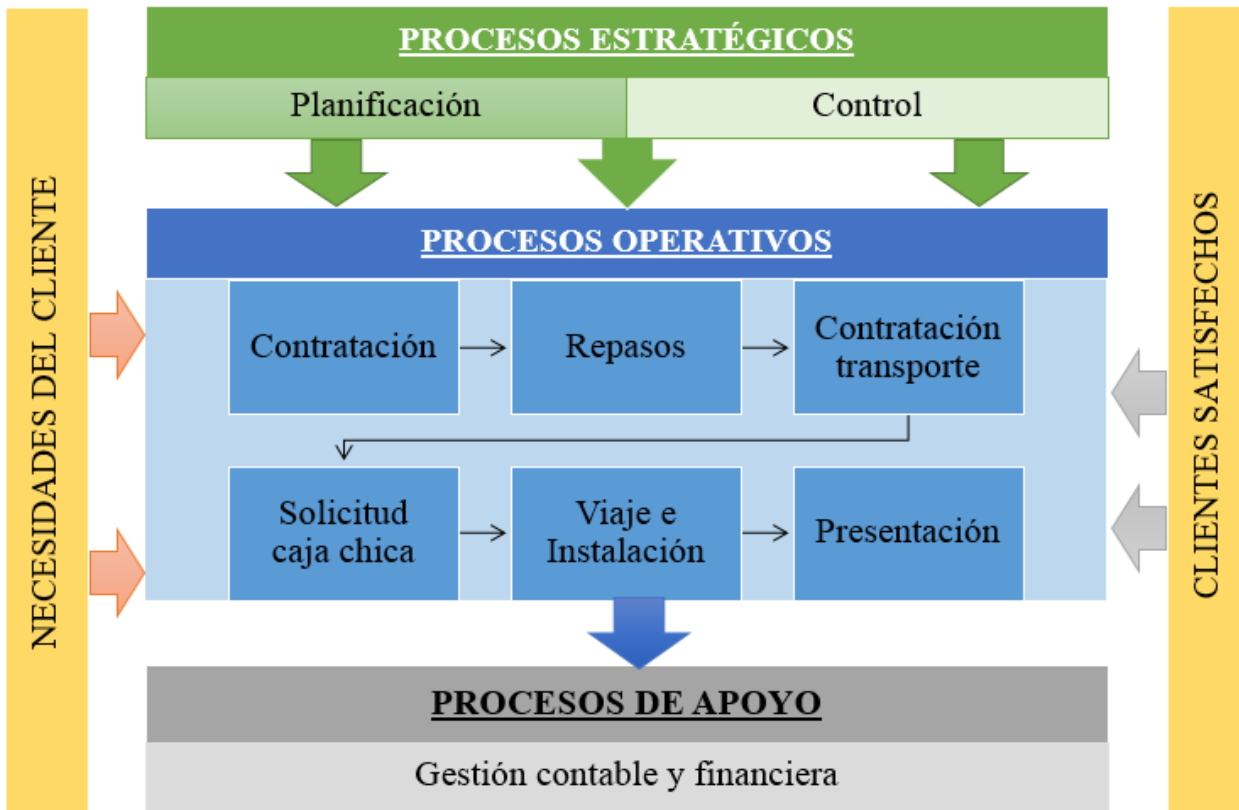 NECESIDADES DEL CLIENTE
PROCESOS ESTRATÉGICOS
Planificación
Control
PROCESOS OPERATIVOS
Contratación
Repasos
Contratación
transporte
Solicitud
caja chica
Viaje e
Instalación
Presentación
PROCESOS DE APOYO
Gestión contable y financiera
CLIENTES SATISFECHOS